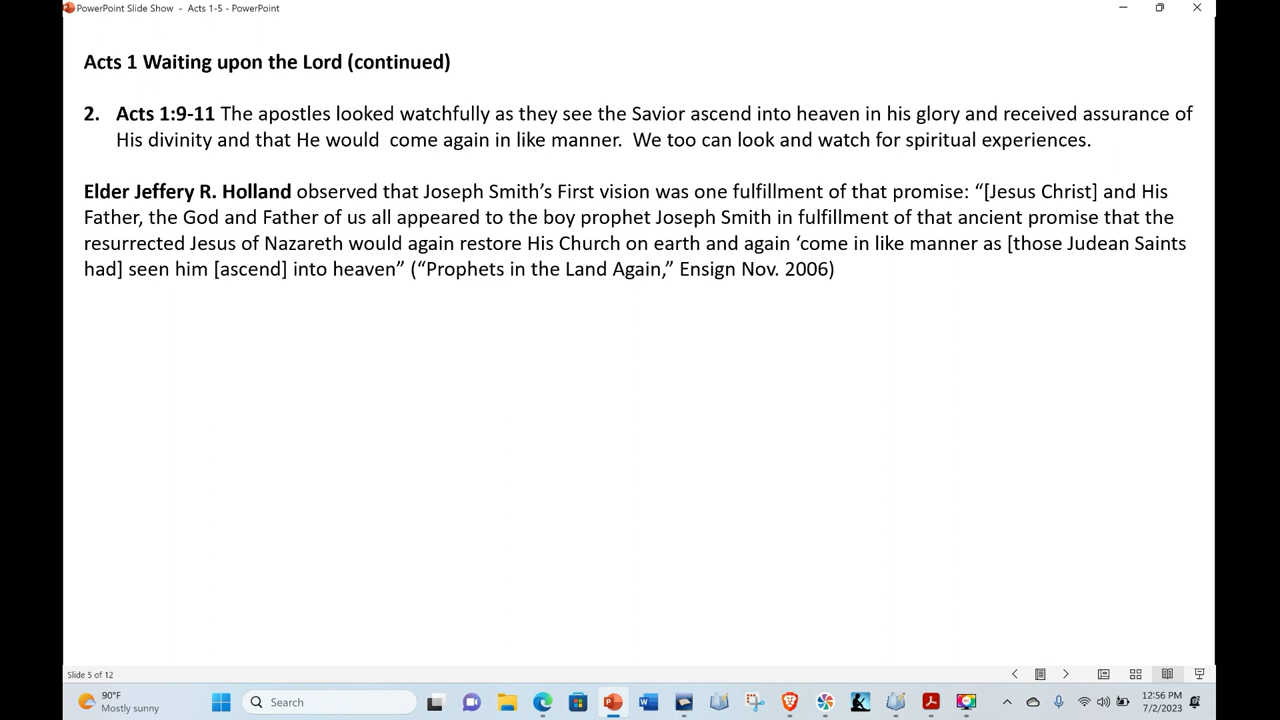 PowerPoint Slide Show - Acts 1-5 - PowerPoint
Acts 1 Waiting upon the Lord (continued)
2. Acts 1:9-11 The apostles looked watchfully as they see the Savior ascend into heaven in his glory and received assurance of
His divinity and that He would come again in like manner. We too can look and watch for spiritual experiences.
Elder Jeffery R. Holland observed that Joseph Smith’s First vision was one fulfillment of that promise: “[Jesus Christ] and His
Father, the God and Father of us all appeared to the boy prophet Joseph Smith in fulfillment of that ancient promise that the
resurrected Jesus of Nazareth would again restore His Church on earth and again ‘come in like manner as [those Judean Saints
had] seen him [ascend] into heaven” (“Prophets in the Land Again,” Ensign Nov. 2006)
Slide 5 of 12
90°F
Mostly sunny
Search
12:56 PM
7/2/2023